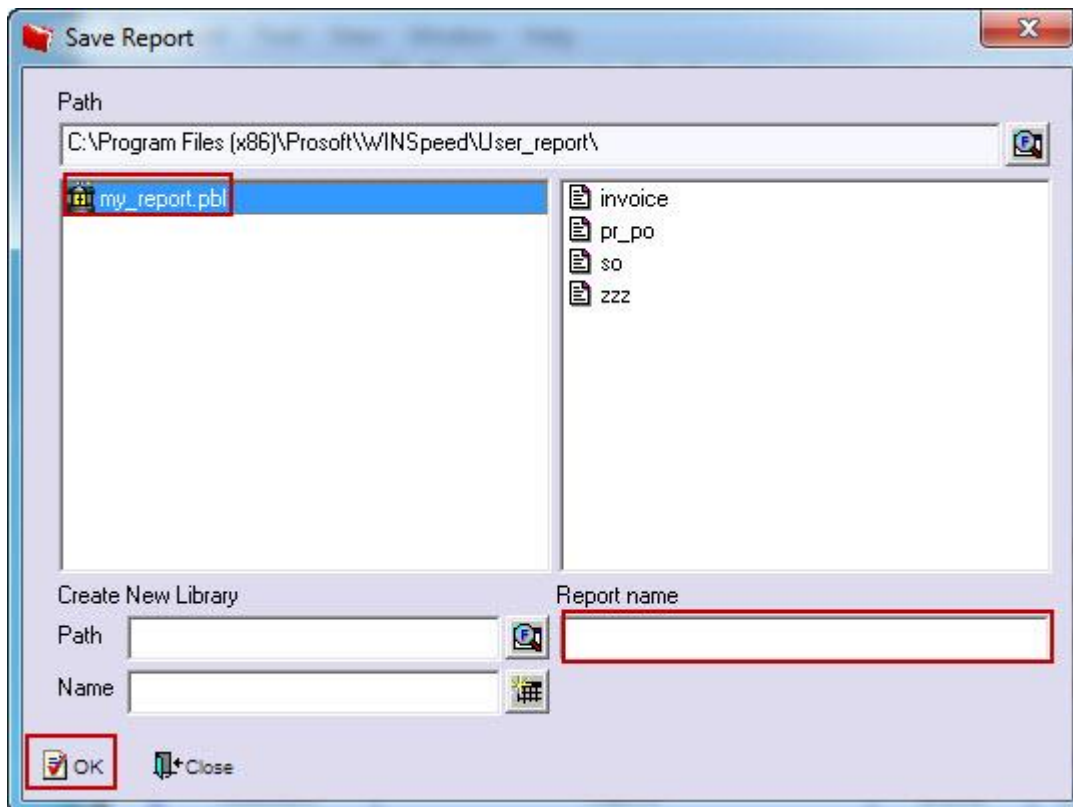 Save Report
Path
C:\Program Files (x86)\Prosoft\WINSpeed\User_report\
my_report.pbl
invoice
pr_po
so
zzz
Create New Library
Report name
Path
Name
OK
Close